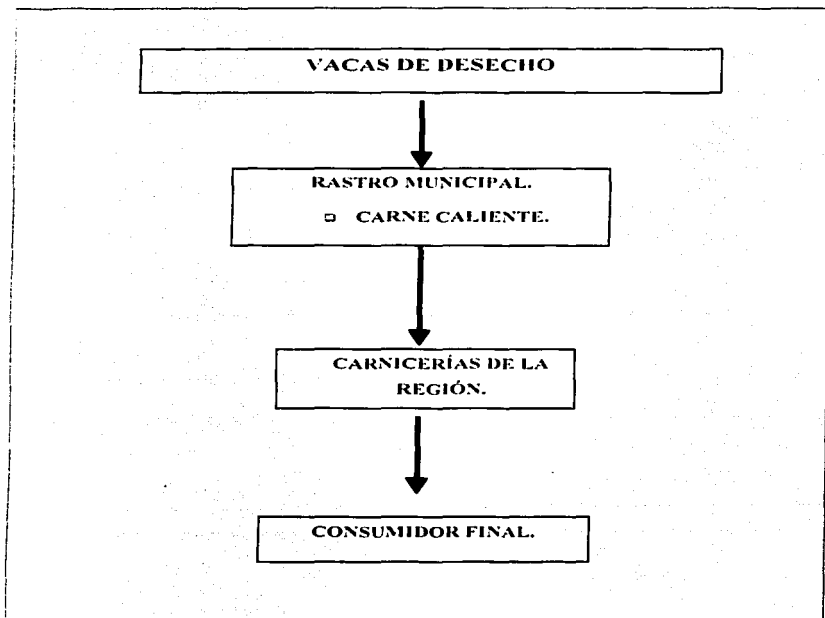 VACAS DE DESECHO
RASTRO MUNICIPAL.
▫ CARNE CALIENTE.
CARNICERÍAS DE LA
REGIÓN.
CONSUMIDOR FINAL.